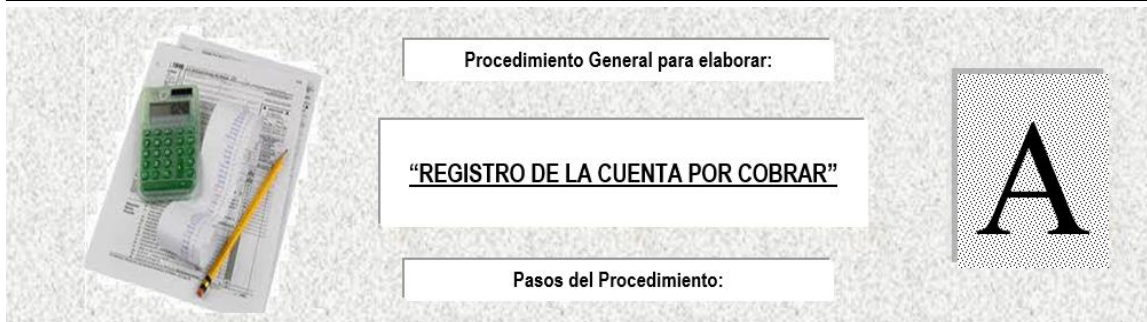 Procedimiento General para elaborar:
“REGISTRO DE LA CUENTA POR COBRAR”
A
Pasos del Procedimiento: